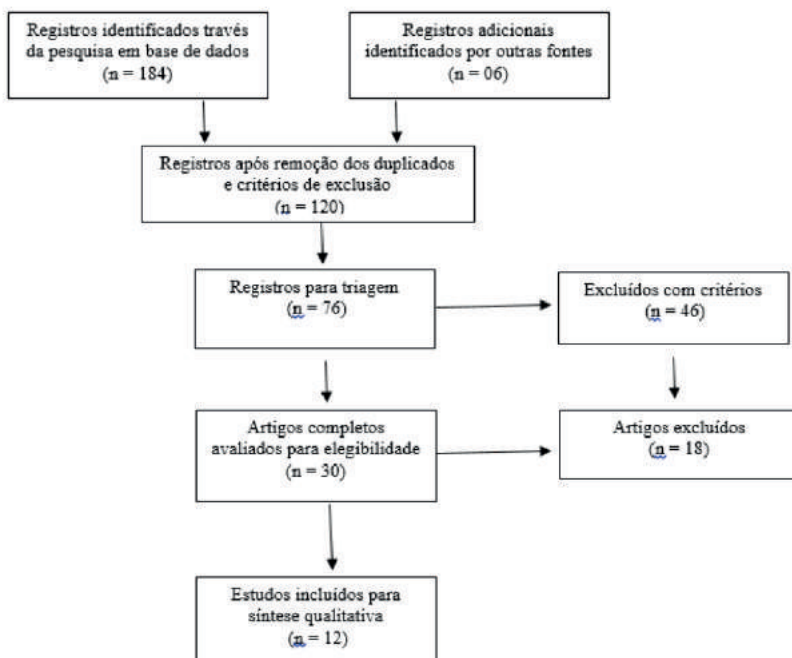 Registros identificados través
da pesquisa em base de dados
(n = 184)
Registros adicionais
identificados por outras fontes
(n = 06)
Registros após remoção dos duplicados
e critérios de exclusão
(n = 120)
Registros para triagem
(n = 76)
Excluídos com critérios
(n = 46)
Artigos completos
avaliados para elegibilidade
(n = 30)
Artigos excluídos
(n = 18)
Estudos incluídos para
síntese qualitativa
(n = 12)